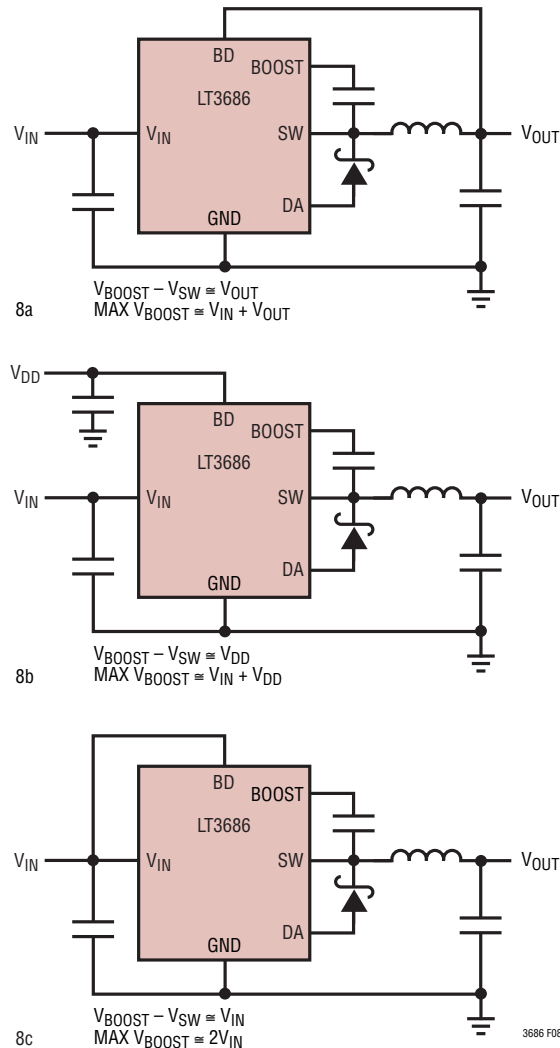 BD
BOOST
LT3686
VIN
VIN
SW
VOUT
DA
GND
8a
VBOOST – VSW ≅ VOUT
MAX VBOOST ≅ VIN + VOUT
VDD
BD
BOOST
LT3686
VIN
VIN
SW
VOUT
DA
GND
8b
VBOOST – VSW ≅ VDD
MAX VBOOST ≅ VIN + VDD
BD
BOOST
LT3686
VIN
VIN
SW
VOUT
DA
GND
8c
VBOOST – VSW ≅ VIN
MAX VBOOST ≅ 2VIN
3686 F08